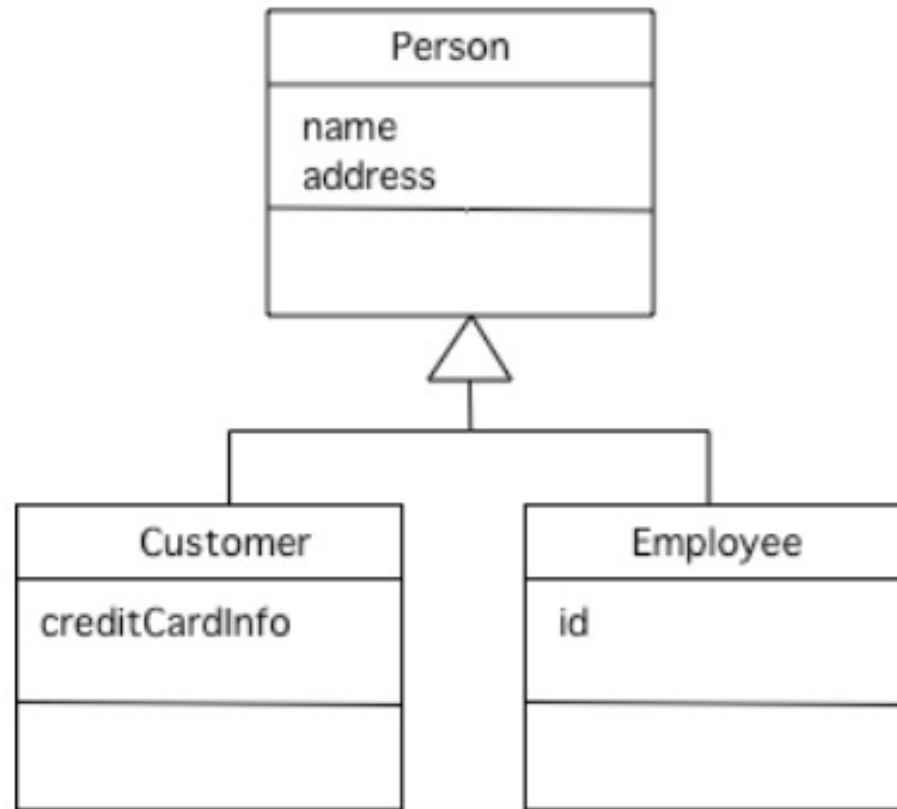 Person
name
address
Customer
Employee
creditCardInfo
id